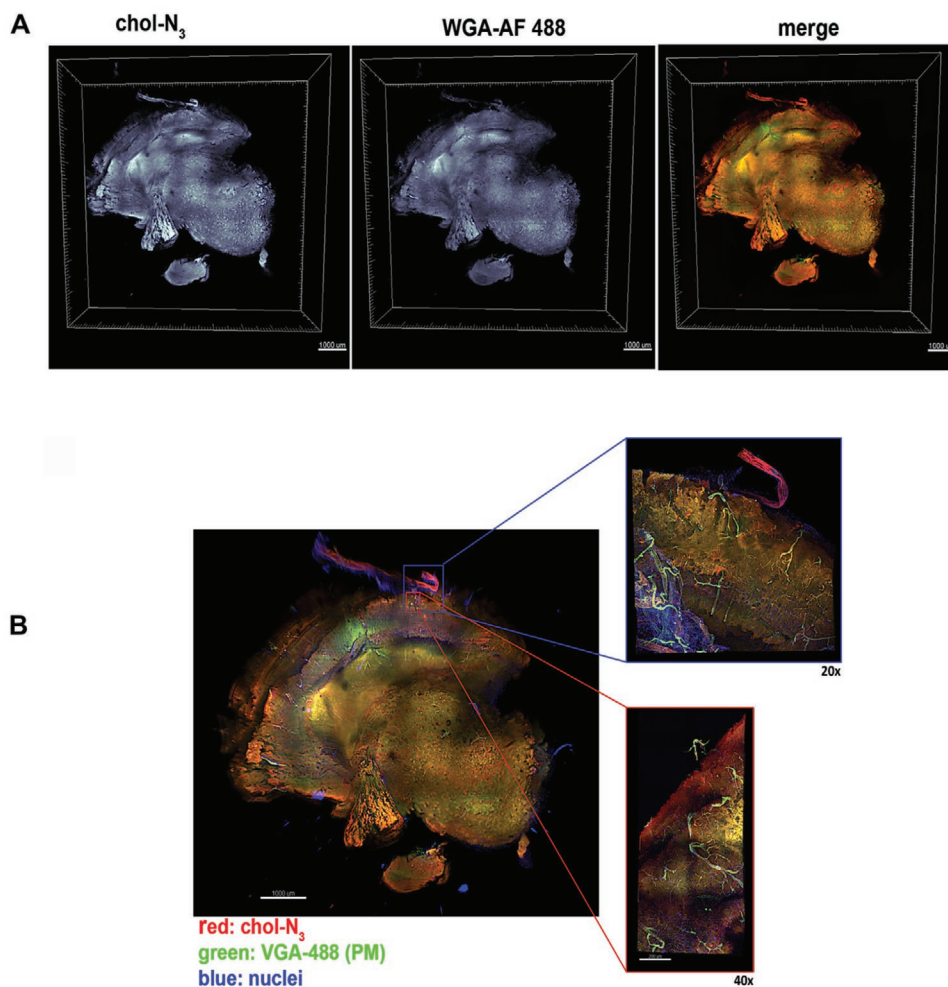 A
chol-N₃
WGA-AF 488
merge
1000 um
1000 um
1000 um
B
20x
1000 um
red: chol-N₃
green: VGA-488 (PM)
blue: nuclei
40x